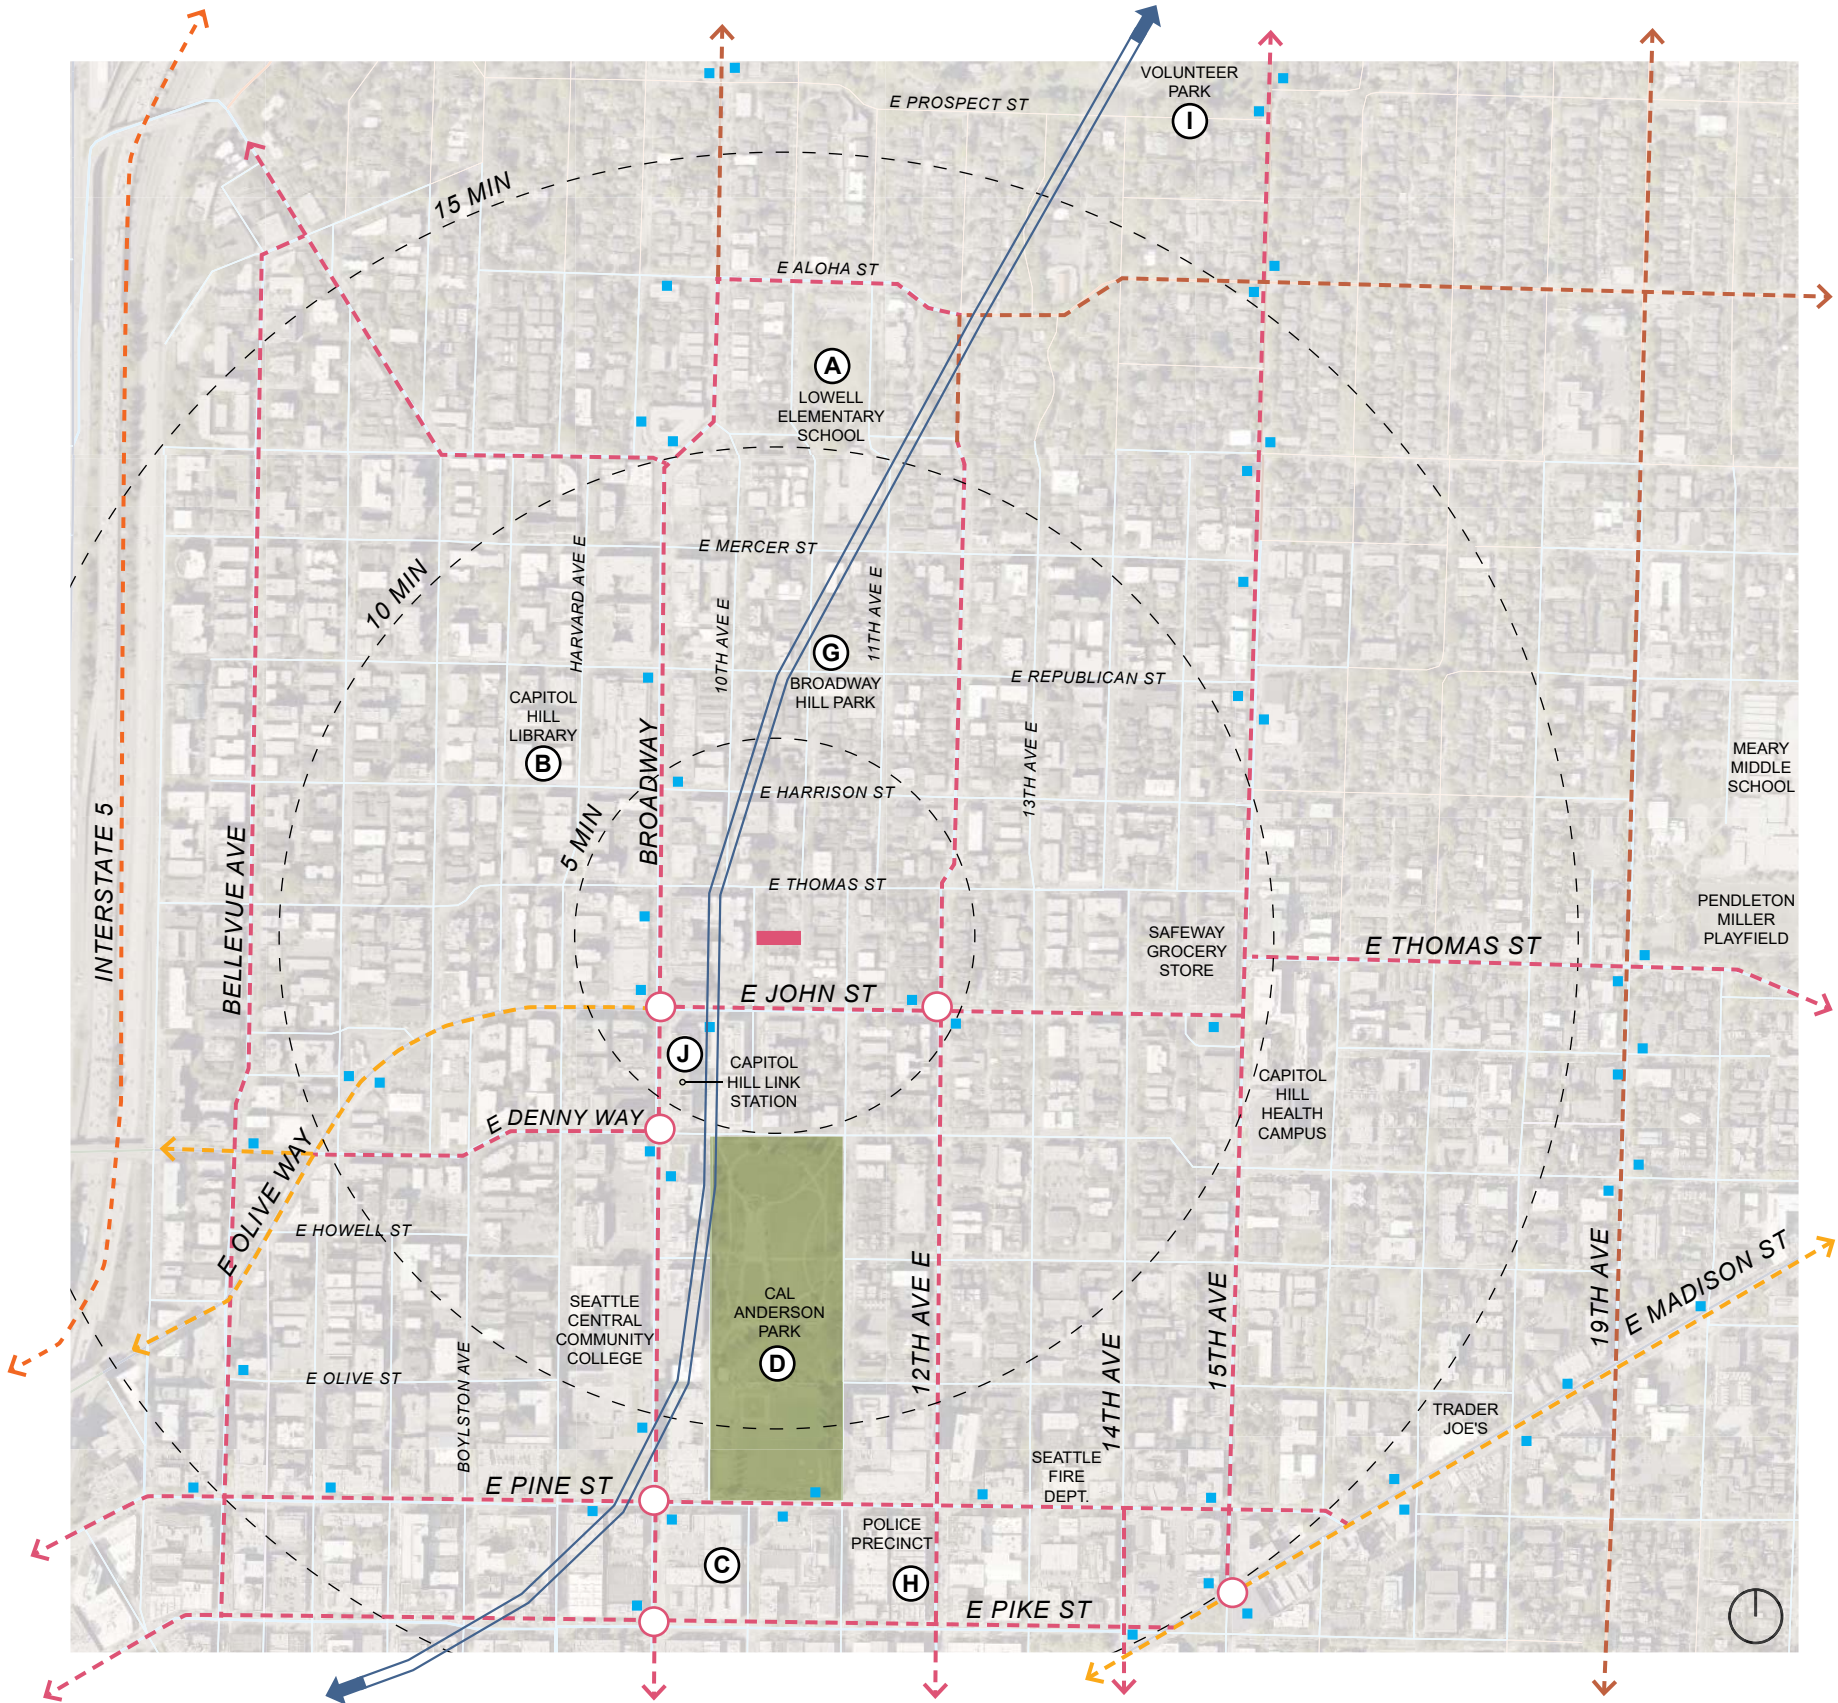 VOLUNTEER
PARK
I
E PROSPECT ST
15 MIN
E ALOHA ST
A
LOWELL
ELEMENTARY
SCHOOL
E MERCER ST
HARVARD AVE E
10 MIN
10TH AVE E
11TH AVE E
G
BROADWAY
HILL PARK
E REPUBLICAN ST
CAPITOL
HILL
LIBRARY
B
BROADWAY
13TH AVE E
MEARY
MIDDLE
SCHOOL
E HARRISON ST
5 MIN
INTERSTATE 5
BELLEVUE AVE
E THOMAS ST
PENDLETON
MILLER
PLAYFIELD
SAFEWAY
GROCERY
STORE
E THOMAS ST
E JOHN ST
J
CAPITOL
HILL LINK
STATION
CAPITOL
HILL
HEALTH
CAMPUS
E DENNY WAY
E OLIVE WAY
E HOWELL ST
SEATTLE
CENTRAL
COMMUNITY
COLLEGE
CAL
ANDERSON
PARK
D
12TH AVE E
14TH AVE
15TH AVE
19TH AVE
E MADISON ST
E OLIVE ST
BOYLSTON AVE
TRADER
JOE'S
SEATTLE
FIRE
DEPT.
E PINE ST
POLICE
PRECINCT
C
H
E PIKE ST